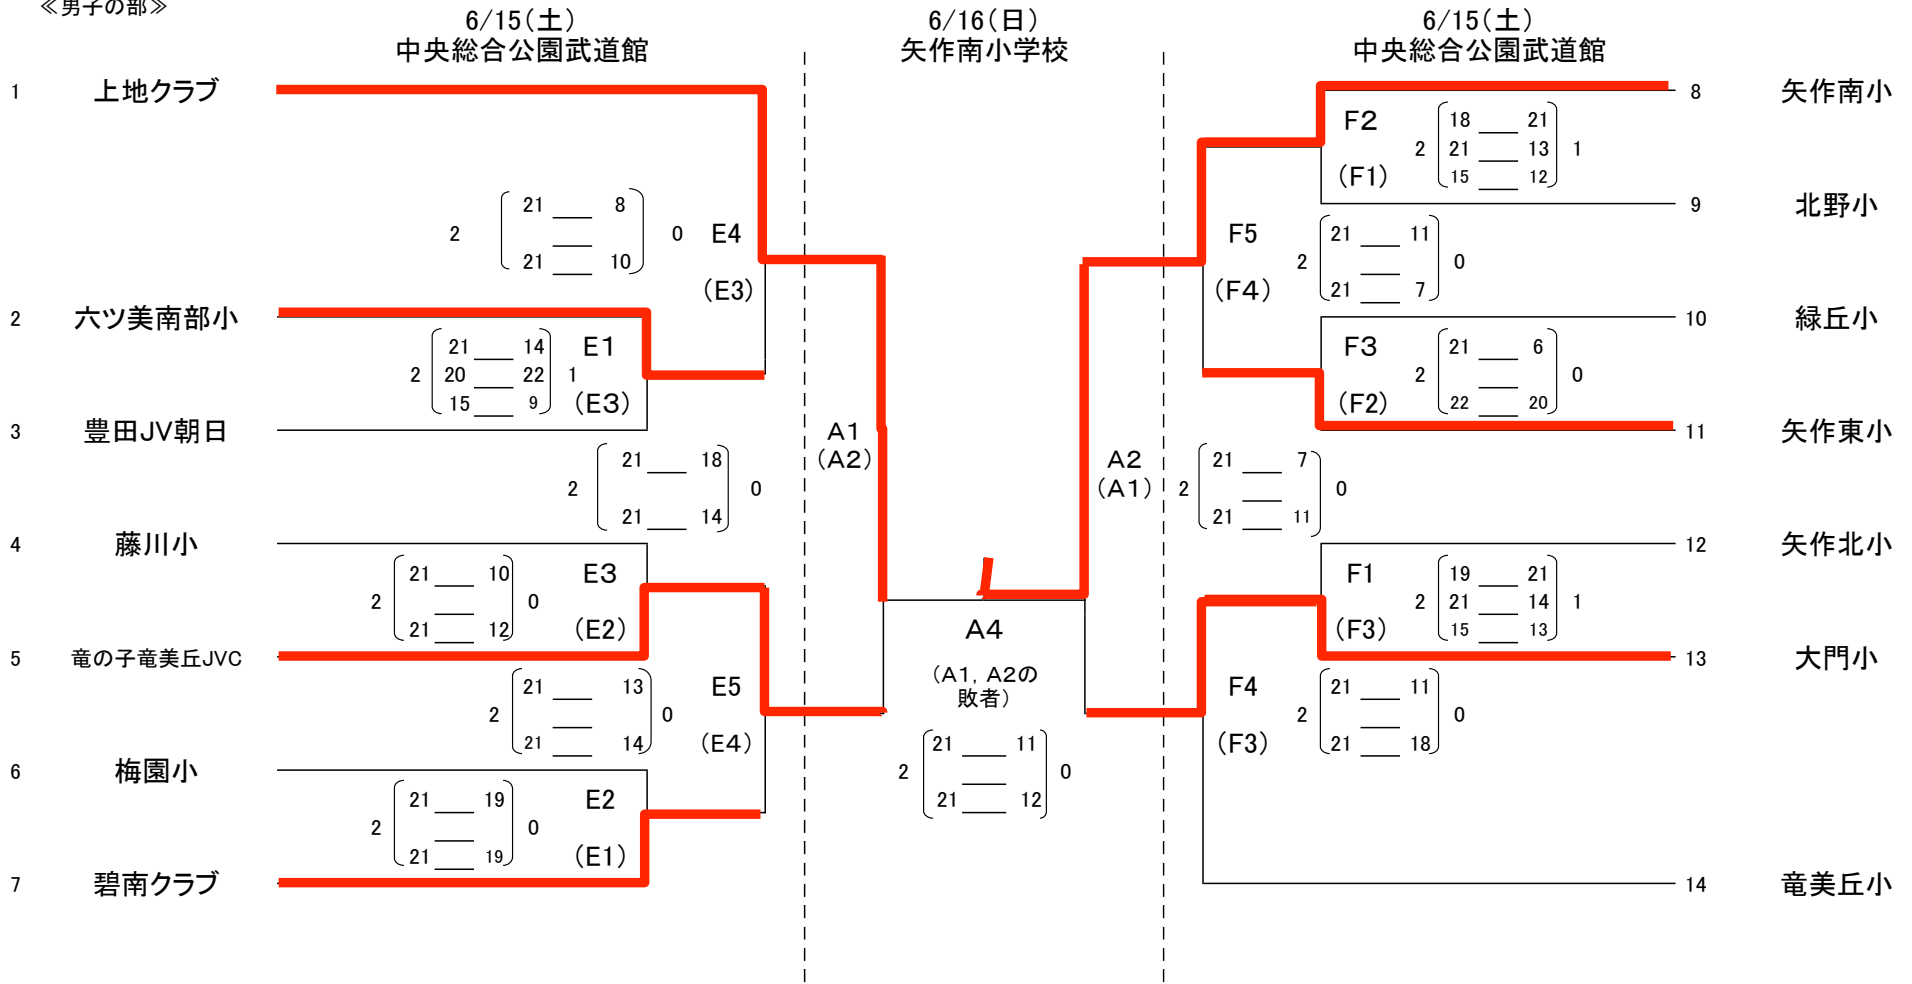 ≪男子の部≫
6/15(土)
中央総合公園武道館
6/16(日)
矢作南小学校
6/15(土)
中央総合公園武道館
1 上地クラブ
8 矢作南小
F2 18 21
2 21 13 1
(F1) 15 12
21 8
2 0 E4
21 10
(E3)
9 北野小
F5 21 11
2 0
(F4) 21 7
2 六ツ美南部小
10 緑丘小
21 14 E1
2 20 22 1
15 9 (E3)
F3 21 6
2 0
(F2) 22 20
3 豊田JV朝日
11 矢作東小
A1
(A2)
21 18
2 0
21 14
A2
(A1)
21 7
2 0
21 11
4 藤川小
12 矢作北小
21 10 E3
2 0
21 12 (E2)
F1 19 21
2 21 14 1
(F3) 15 13
5 竜の子竜美丘JVC
13 大門小
A4
(A1, A2の
敗者)
21 11
2 0
21 12
21 13 E5
2 0
21 14 (E4)
F4 21 11
2 0
(F3) 21 18
6 梅園小
21 19 E2
2 0
21 19 (E1)
7 碧南クラブ
14 竜美丘小